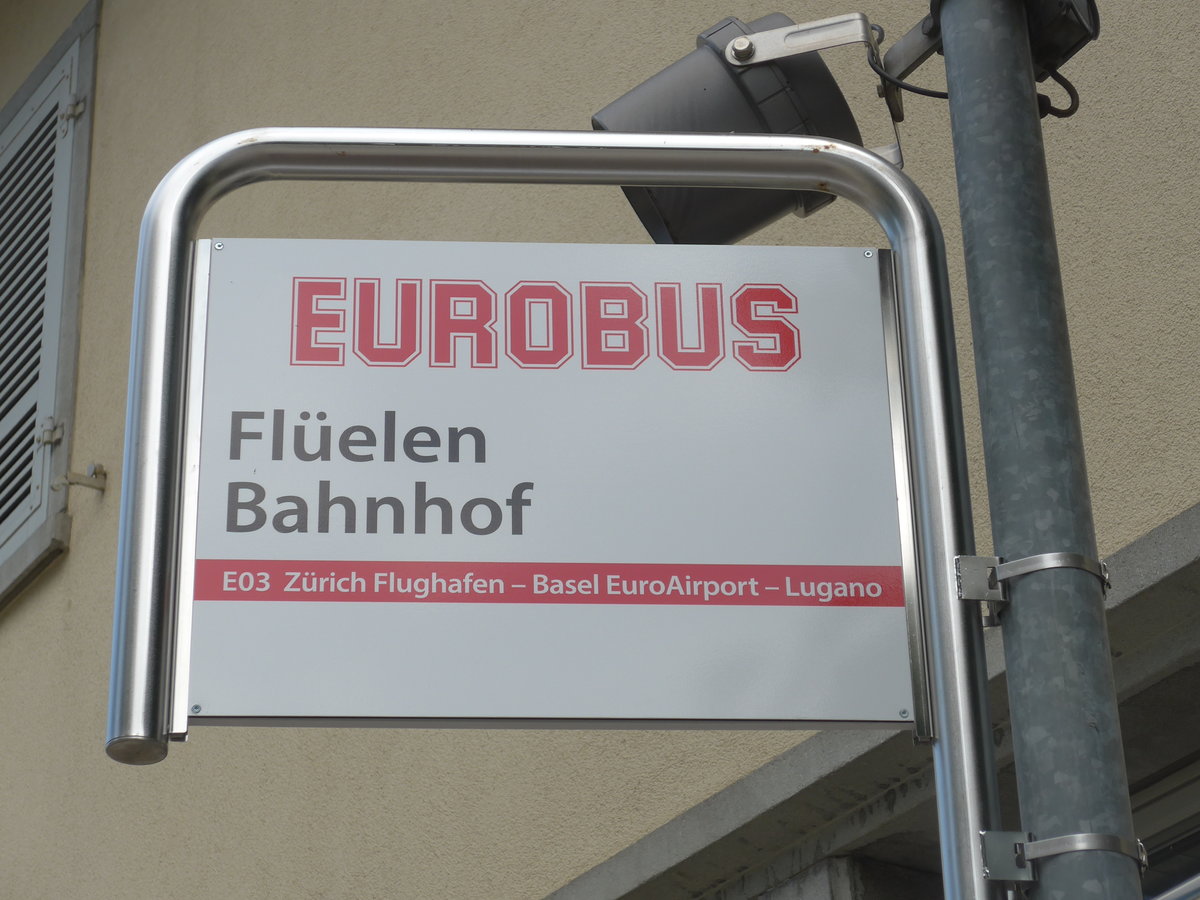 EUROBUS
Flüelen
Bahnhof
E03 Zürich Flughafen – Basel EuroAirport – Lugano